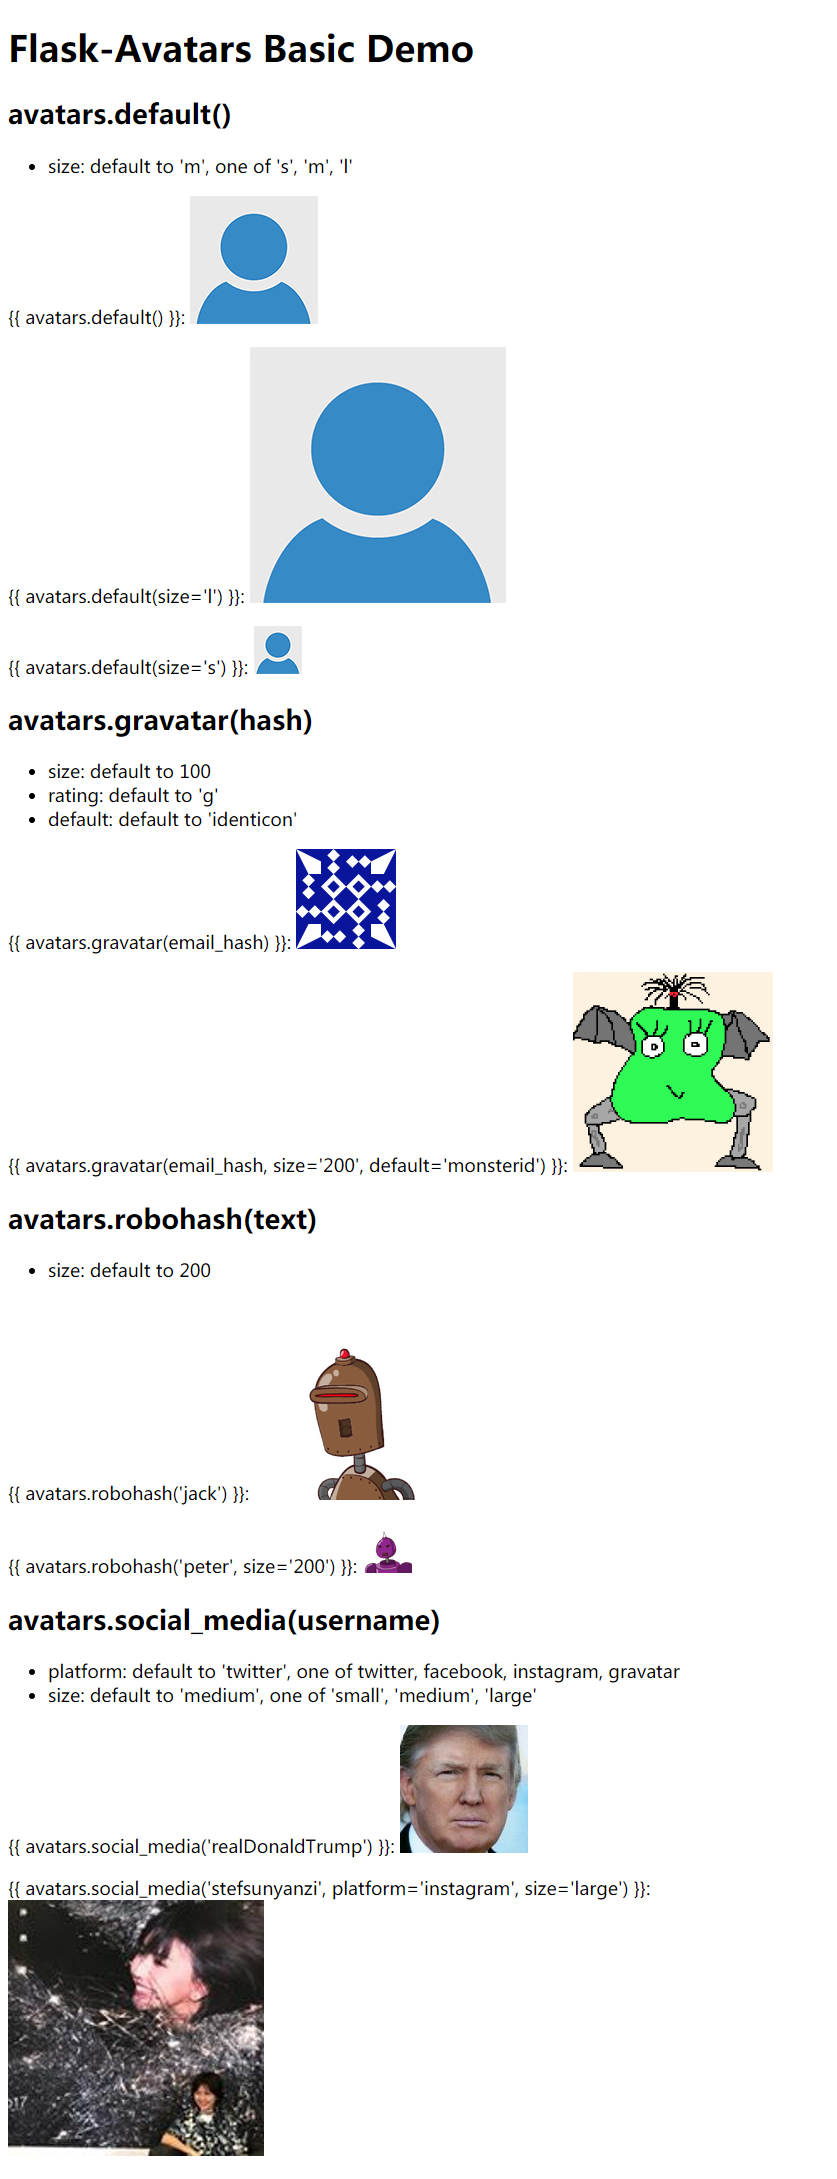 Flask-Avatars Basic Demo
avatars.default()
• size: default to 'm', one of 's', 'm', 'l'
{{ avatars.default() }}:
{{ avatars.default(size='l') }}:
{{ avatars.default(size='s') }}:
avatars.gravatar(hash)
• size: default to 100
• rating: default to 'g'
• default: default to 'identicon'
{{ avatars.gravatar(email_hash) }}:
{{ avatars.gravatar(email_hash, size='200', default='monsterid') }}:
avatars.robohash(text)
• size: default to 200
{{ avatars.robohash('jack') }}:
{{ avatars.robohash('peter', size='200') }}:
avatars.social_media(username)
• platform: default to 'twitter', one of twitter, facebook, instagram, gravatar
• size: default to 'medium', one of 'small', 'medium', 'large'
{{ avatars.social_media('realDonaldTrump') }}:
{{ avatars.social_media('stefsunyanzi', platform='instagram', size='large') }}:
017